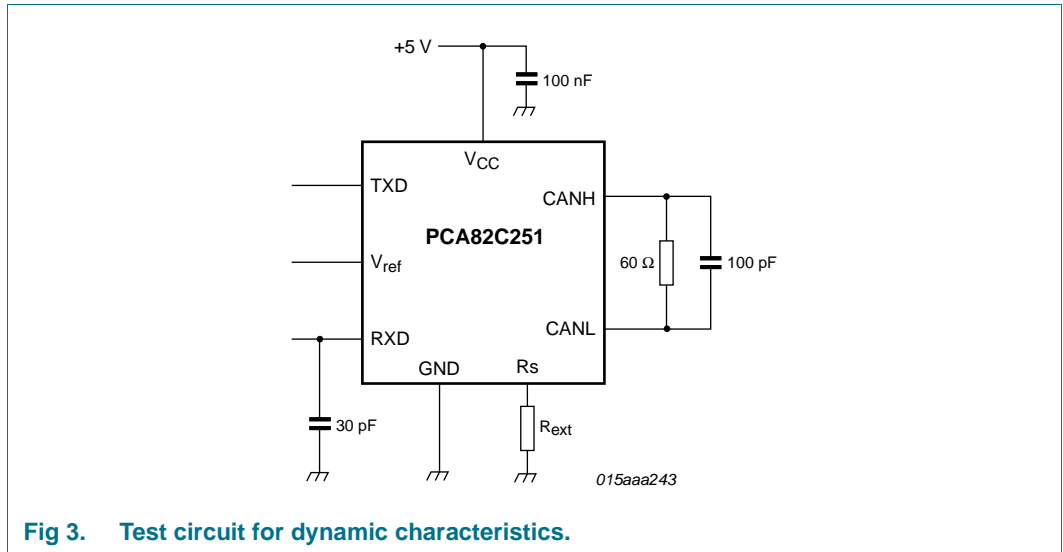 +5 V
100 nF
VCC
TXD
CANH
PCA82C251
Vref
60 Ω
100 pF
RXD
CANL
GND
Rs
30 pF
Rext
015aaa243
Fig 3. Test circuit for dynamic characteristics.